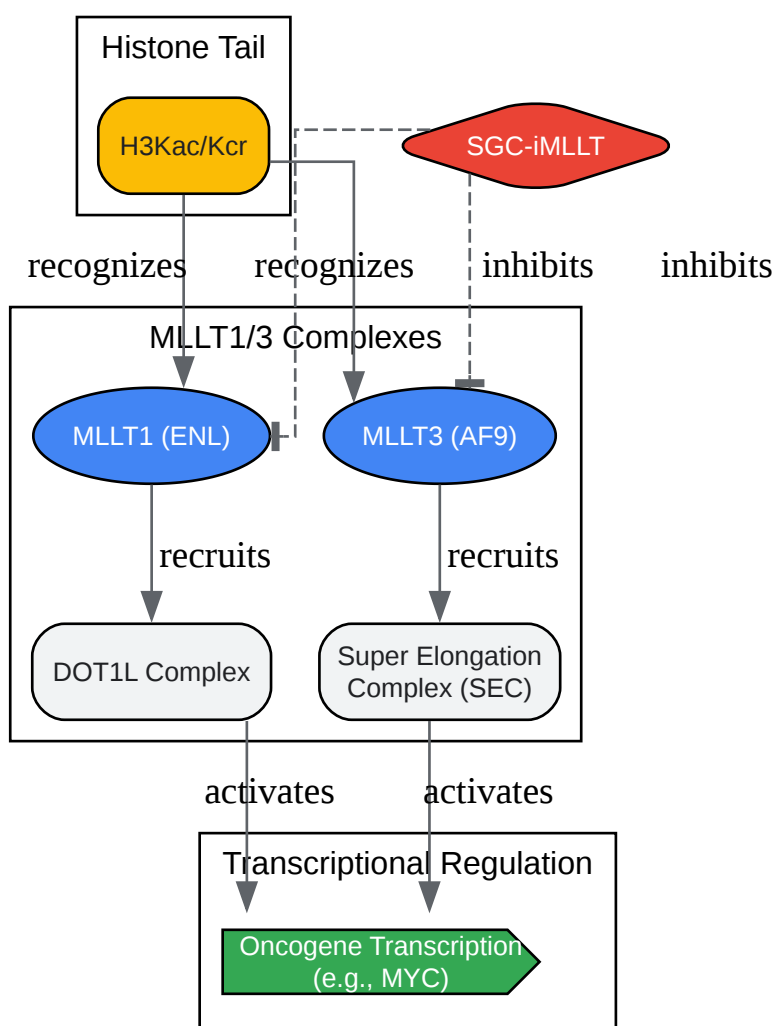 Histone Tail
H3Kac/Kcr
SGC-iMLLT
recognizes
recognizes
inhibits
inhibits
MLLT1/3 Complexes
MLLT1 (ENL)
MLLT3 (AF9)
recruits
recruits
DOT1L Complex
Super Elongation
Complex (SEC)
activates
activates
Transcriptional Regulation
Oncogene Transcription
(e.g., MYC)